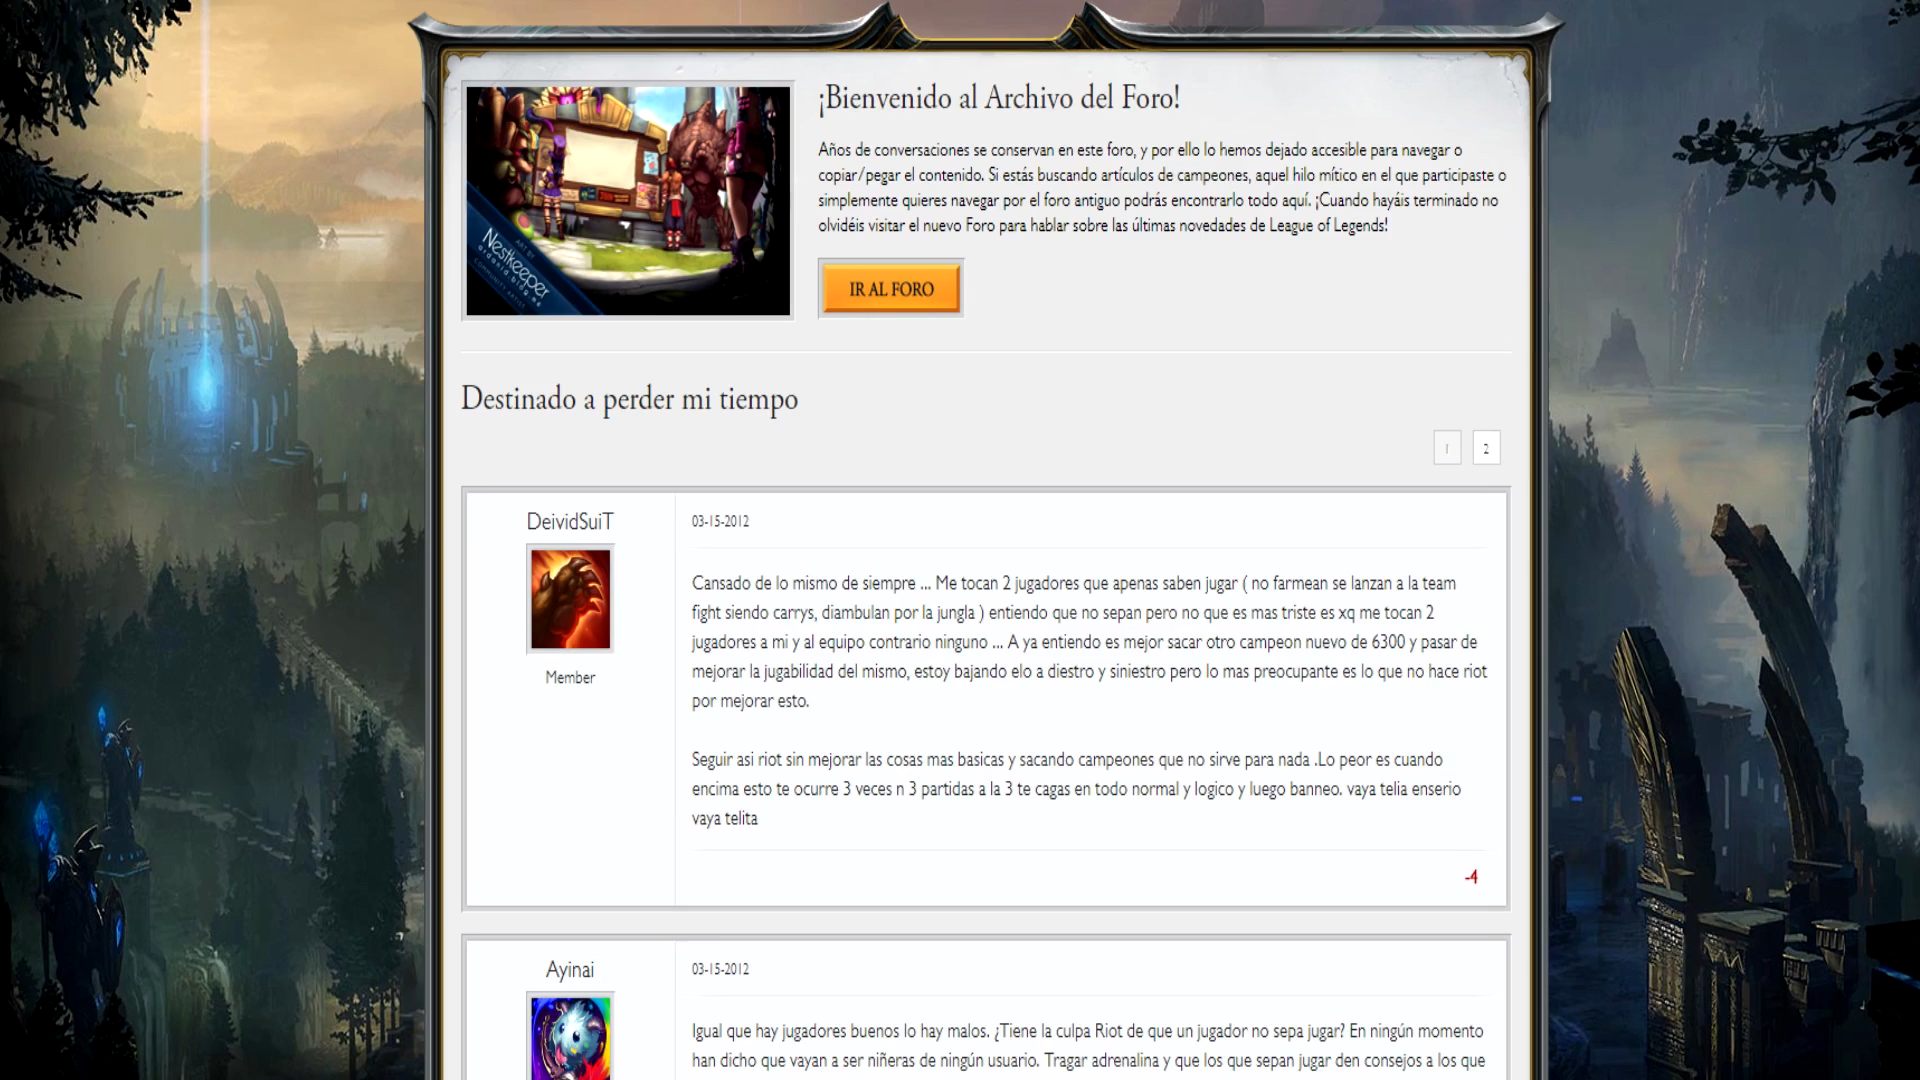 ¡Bienvenido al Archivo del Foro!
Años de conversaciones se conservan en este foro, y por ello lo hemos dejado accesible para navegar o
copiar/pegar el contenido. Si estás buscando artículos de campeones, aquel hilo mítico en el que participaste o
simplemente quieres navegar por el foro antiguo podrás encontrarlo todo aquí. ¡Cuando hayáis terminado no
olvidéis visitar el nuevo Foro para hablar sobre las últimas novedades de League of Legends!
ART BY
Nestkeeper
COMMUNITY ARTIST
IR AL FORO
Destinado a perder mi tiempo
1 2
DeividSuiT
Member
03-15-2012
Cansado de lo mismo de siempre ... Me tocan 2 jugadores que apenas saben jugar ( no farmean se lanzan a la team
fight siendo carrys, diambulan por la jungla ) entiendo que no sepan pero no que es mas triste es xq me tocan 2
jugadores a mi y al equipo contrario ninguno ... A ya entiendo es mejor sacar otro campeon nuevo de 6300 y pasar de
mejorar la jugabilidad del mismo, estoy bajando elo a diestro y siniestro pero lo mas preocupante es lo que no hace riot
por mejorar esto.
Seguir asi riot sin mejorar las cosas mas basicas y sacando campeones que no sirve para nada .Lo peor es cuando
encima esto te ocurre 3 veces n 3 partidas a la 3 te cagas en todo normal y logico y luego banneo. vaya telia enserio
vaya telita
-4
Ayinai
03-15-2012
Igual que hay jugadores buenos lo hay malos. ¿Tiene la culpa Riot de que un jugador no sepa jugar? En ningún momento
han dicho que vayan a ser niñeras de ningún usuario. Tragar adrenalina y que los que sepan jugar den consejos a los que